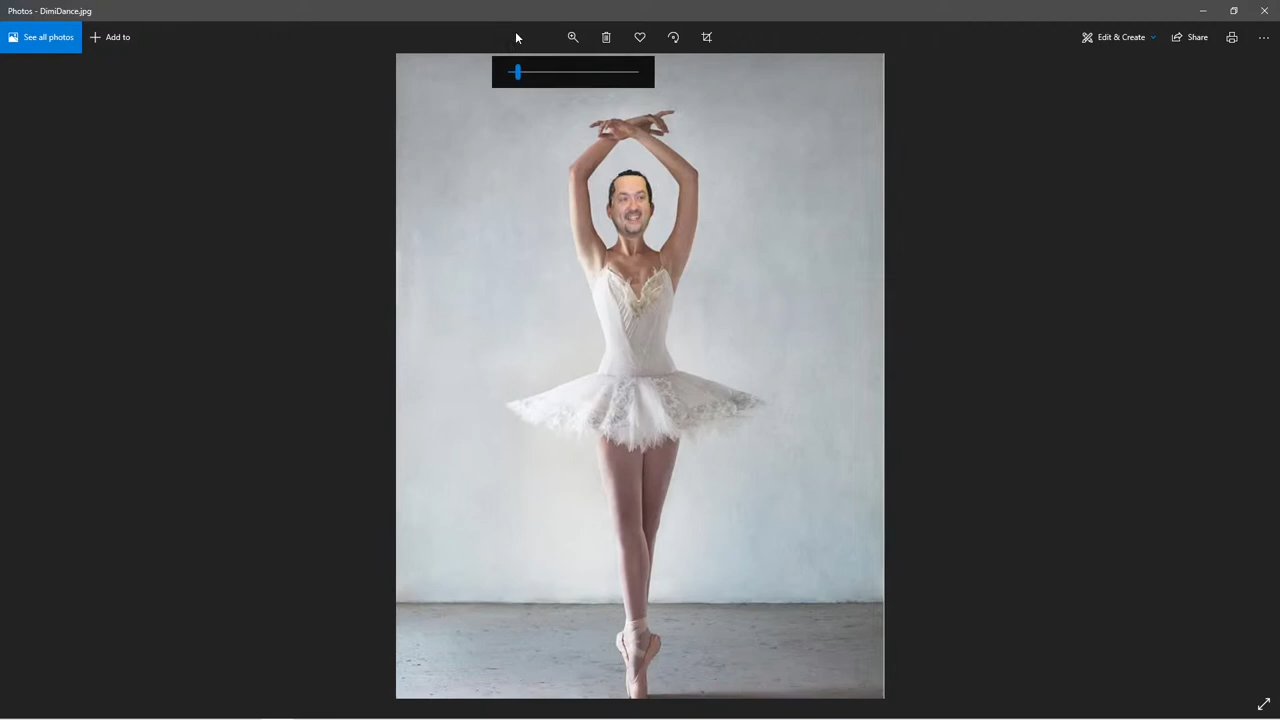 Photos - DimiDance.jpg
See all photos
Add to
Edit & Create
Share